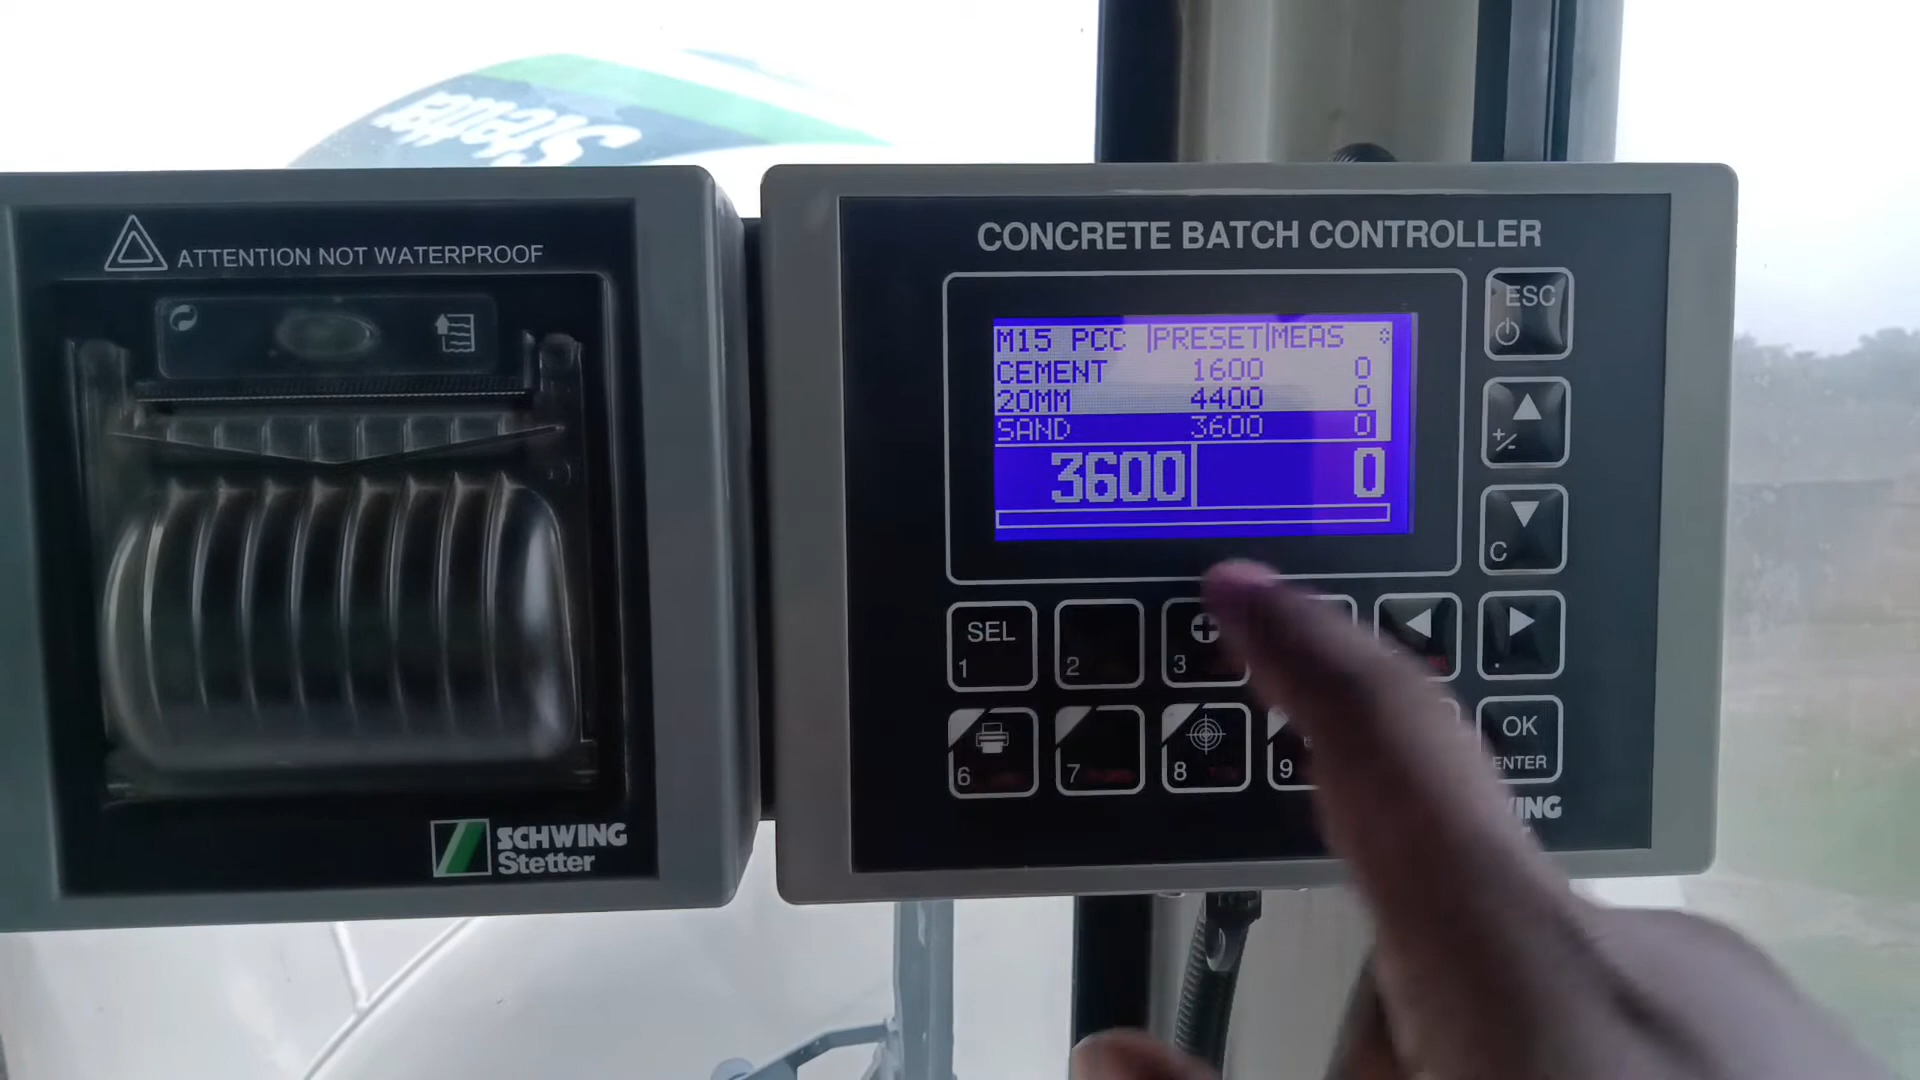 Stetter
ATTENTION NOT WATERPROOF
SCHWING
Stetter
CONCRETE BATCH CONTROLLER
M15 PCC |PRESET|MEAS
CEMENT 1600 0
20MM 4400 0
SAND 3600 0
3600 0
ESC
+/-
C
SEL
1
2
3
.
6
7
8
9
OK
ENTER